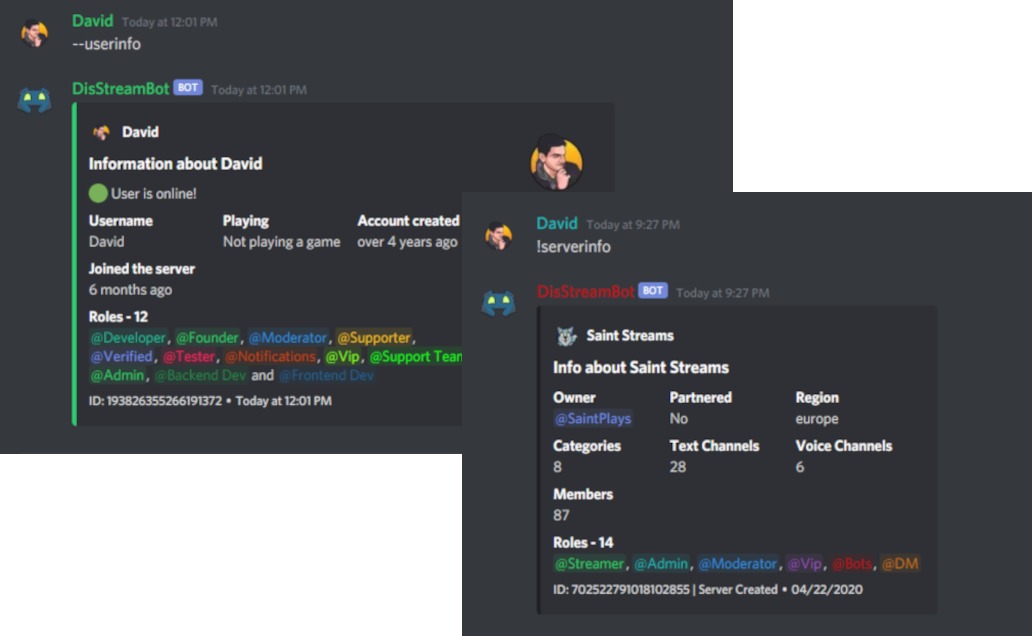 David Today at 12:01 PM
--userinfo
DisStreamBot BOT Today at 12:01 PM
David
Information about David
User is online!
Username Playing Account created
David Not playing a game over 4 years ago
Joined the server
6 months ago
Roles - 12
@Developer, @Founder, @Moderator, @Supporter,
@Verified, @Tester, @Notifications, @Vip, @Support Team
@Admin, @Backend Dev and @Frontend Dev
ID: 193826355266191372 • Today at 12:01 PM
David Today at 9:27 PM
!serverinfo
DisStreamBot BOT Today at 9:27 PM
Saint Streams
Info about Saint Streams
Owner Partnered Region
@SaintPlays No europe
Categories Text Channels Voice Channels
8 28 6
Members
87
Roles - 14
@Streamer, @Admin, @Moderator, @Vip, @Bots, @DM
ID: 702522791018102855 | Server Created • 04/22/2020